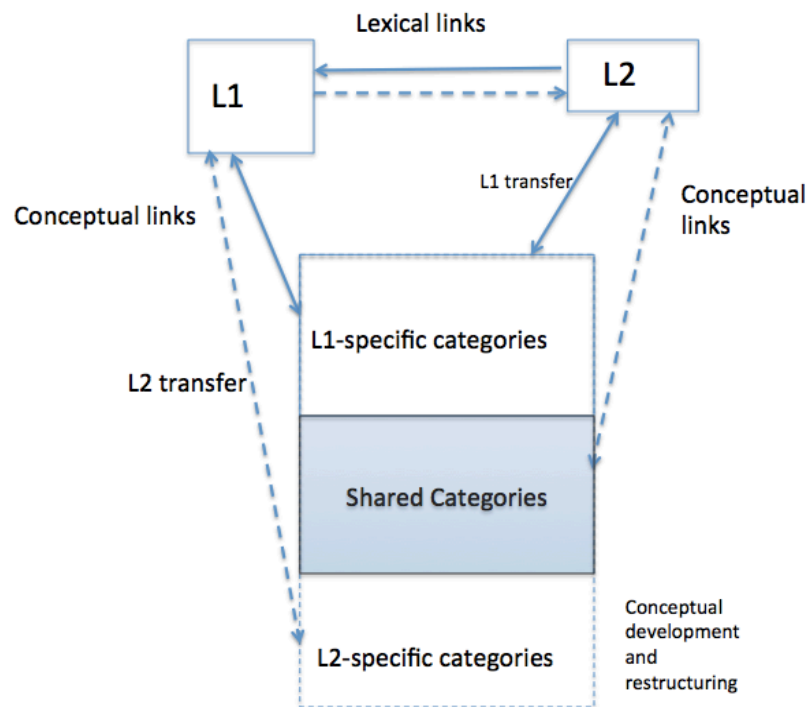 Lexical links
L1
L2
L1 transfer
Conceptual links
Conceptual
links
L1-specific categories
L2 transfer
Shared Categories
L2-specific categories
Conceptual
development
and
restructuring